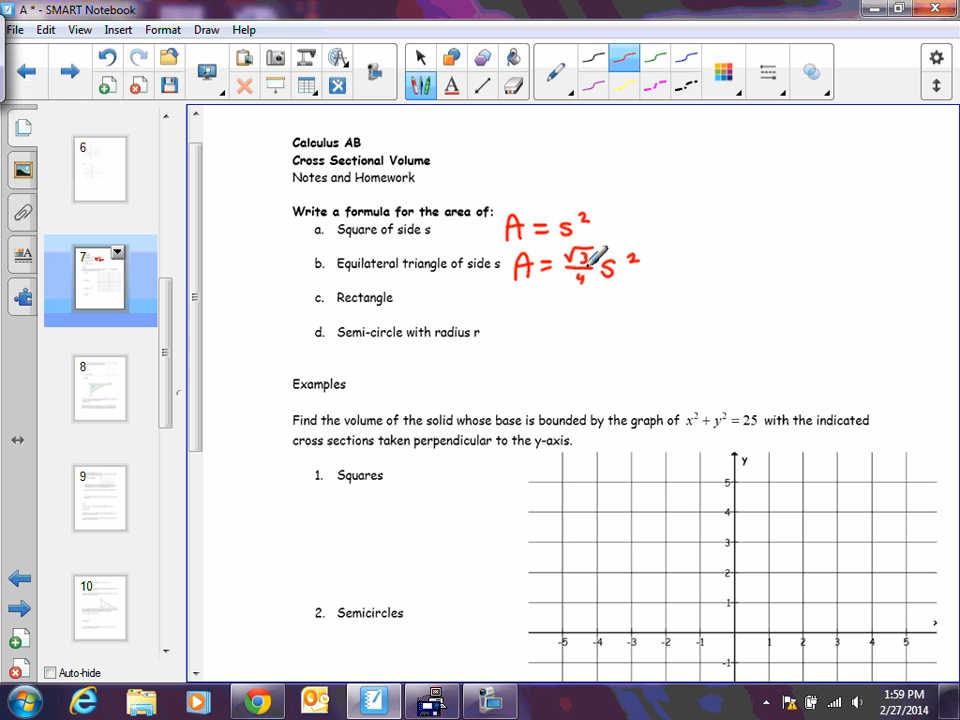 A * - SMART Notebook
File Edit View Insert Format Draw Help
Calculus AB
Cross Sectional Volume
Notes and Homework
Write a formula for the area of:
a. Square of side s A = s²
b. Equilateral triangle of side s A = √3/4 s²
c. Rectangle
d. Semi-circle with radius r
Examples
Find the volume of the solid whose base is bounded by the graph of x² + y² = 25 with the indicated
cross sections taken perpendicular to the y-axis.
1. Squares
2. Semicircles
y
5
4
3
2
1
x
-5 -4 -3 -2 -1 1 2 3 4 5
-1
6
7
8
9
10
Auto-hide
1:59 PM
2/27/2014